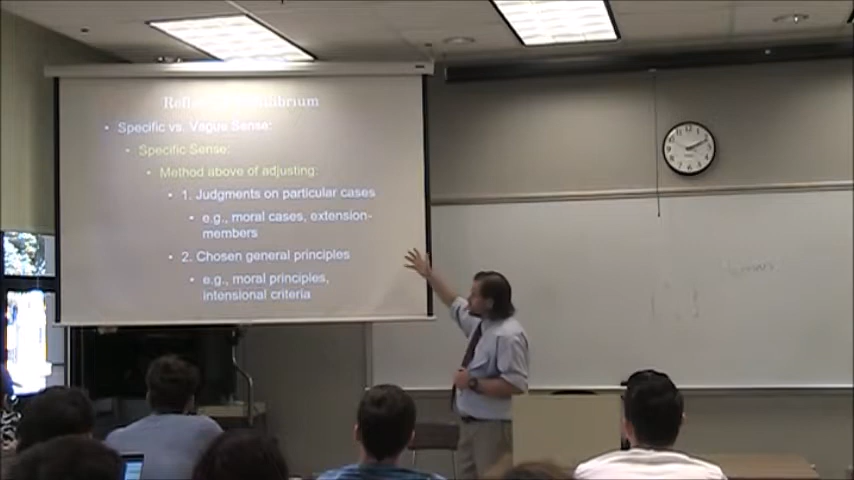 Specific vs. Vague Sense:
Specific Sense:
Method above of adjusting:
1. Judgments on particular cases
e.g., moral cases, extension-
members
2. Chosen general principles
e.g., moral principles,
intensional criteria